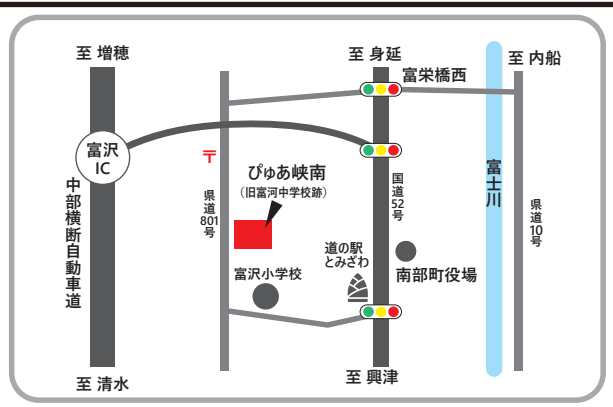 至 増穂
至 身延
至 内船
富栄橋西
富沢
IC
〒
ぴゅあ峡南
(旧富河中学校跡)
中部横断自動車道
県道
801
号
国道
52
号
富士川
県道
10
号
道の駅
とみざわ
南部町役場
富沢小学校
至 清水
至 興津